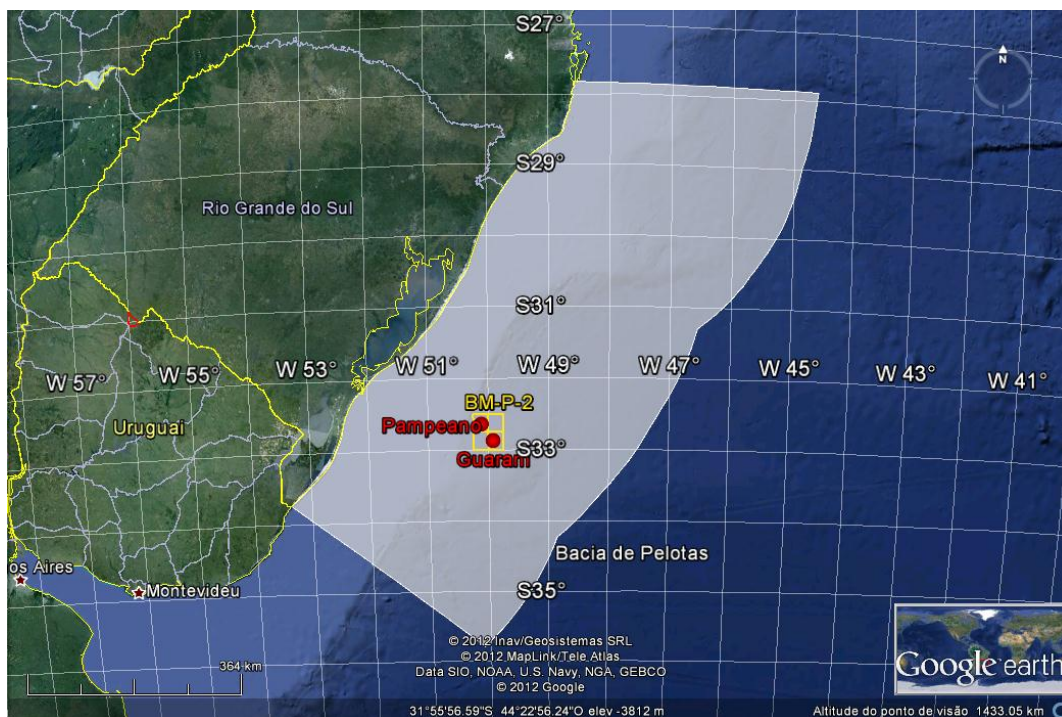 S27°
N
S29°
Rio Grande do Sul
S31°
W 57° W 55° W 53° W 51° W 49° W 47° W 45° W 43° W 41°
BM-P-2
Pampeano
Uruguai
S33°
Guaram
Bacia de Pelotas
os Aires
S35°
Montevidéu
© 2012 Inav/Geosistemas SRL
© 2012 MapLink/Tele Atlas
Data SIO, NOAA, U.S. Navy, NGA, GEBCO
© 2012 Google
364 km
Google earth
31°55'56.59"S 44°22'56.24"O elev -3812 m
Altitude do ponto de visão 1433.05 km